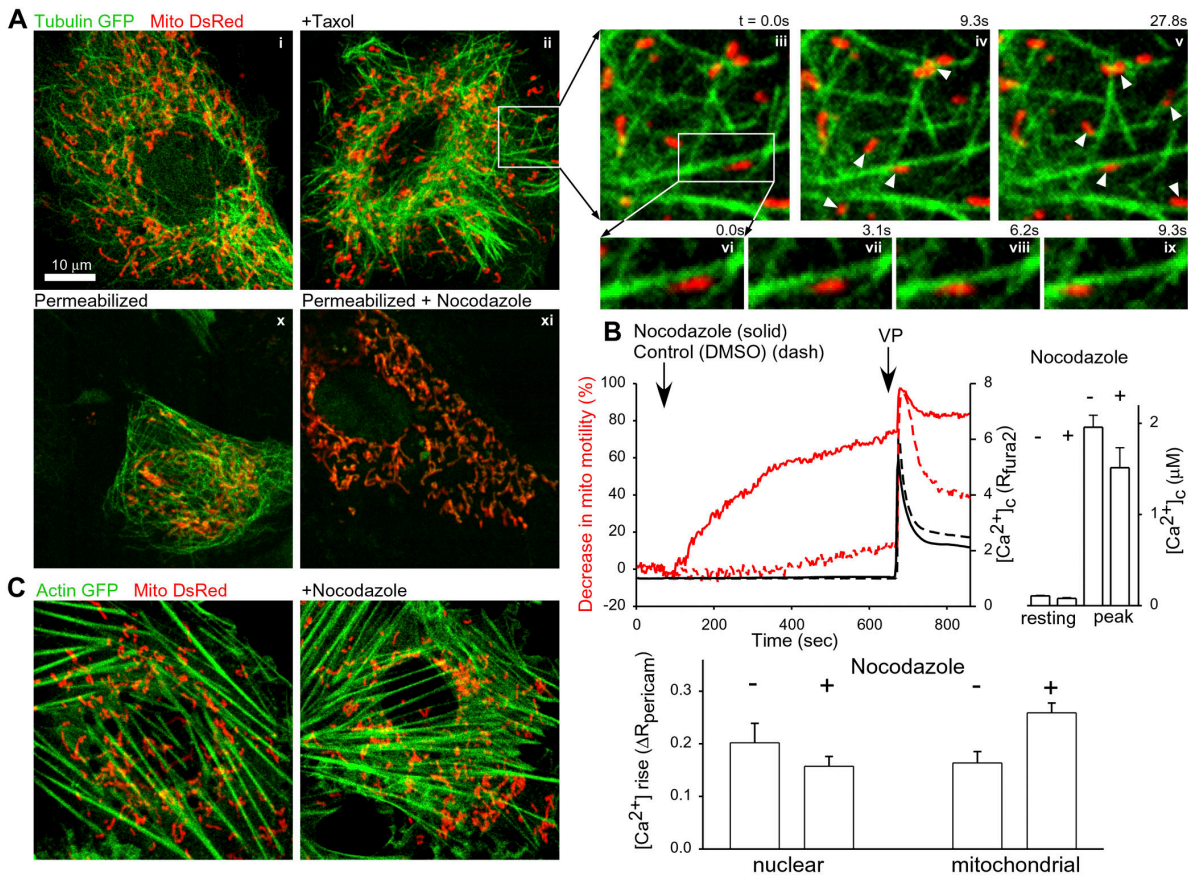 A
Tubulin GFP Mito DsRed
+Taxol
t = 0.0s
9.3s
27.8s
i
ii
iii
iv
v
10 µm
0.0s
3.1s
6.2s
9.3s
vi
vii
viii
ix
Permeabilized
Permeabilized + Nocodazole
x
xi
B
Nocodazole (solid)
Control (DMSO) (dash)
VP
Decrease in mito motility (%)
100
80
60
40
20
0
-20
0
200
400
600
800
Time (sec)
8
6
4
2
0
[Ca2+]c (Rfura2)
Nocodazole
- +
- +
resting
peak
2
1
0
[Ca2+]c (µM)
C
Actin GFP Mito DsRed
+Nocodazole
Nocodazole
- +
- +
0.3
0.2
0.1
0.0
[Ca2+] rise (ΔRpericam)
nuclear
mitochondrial